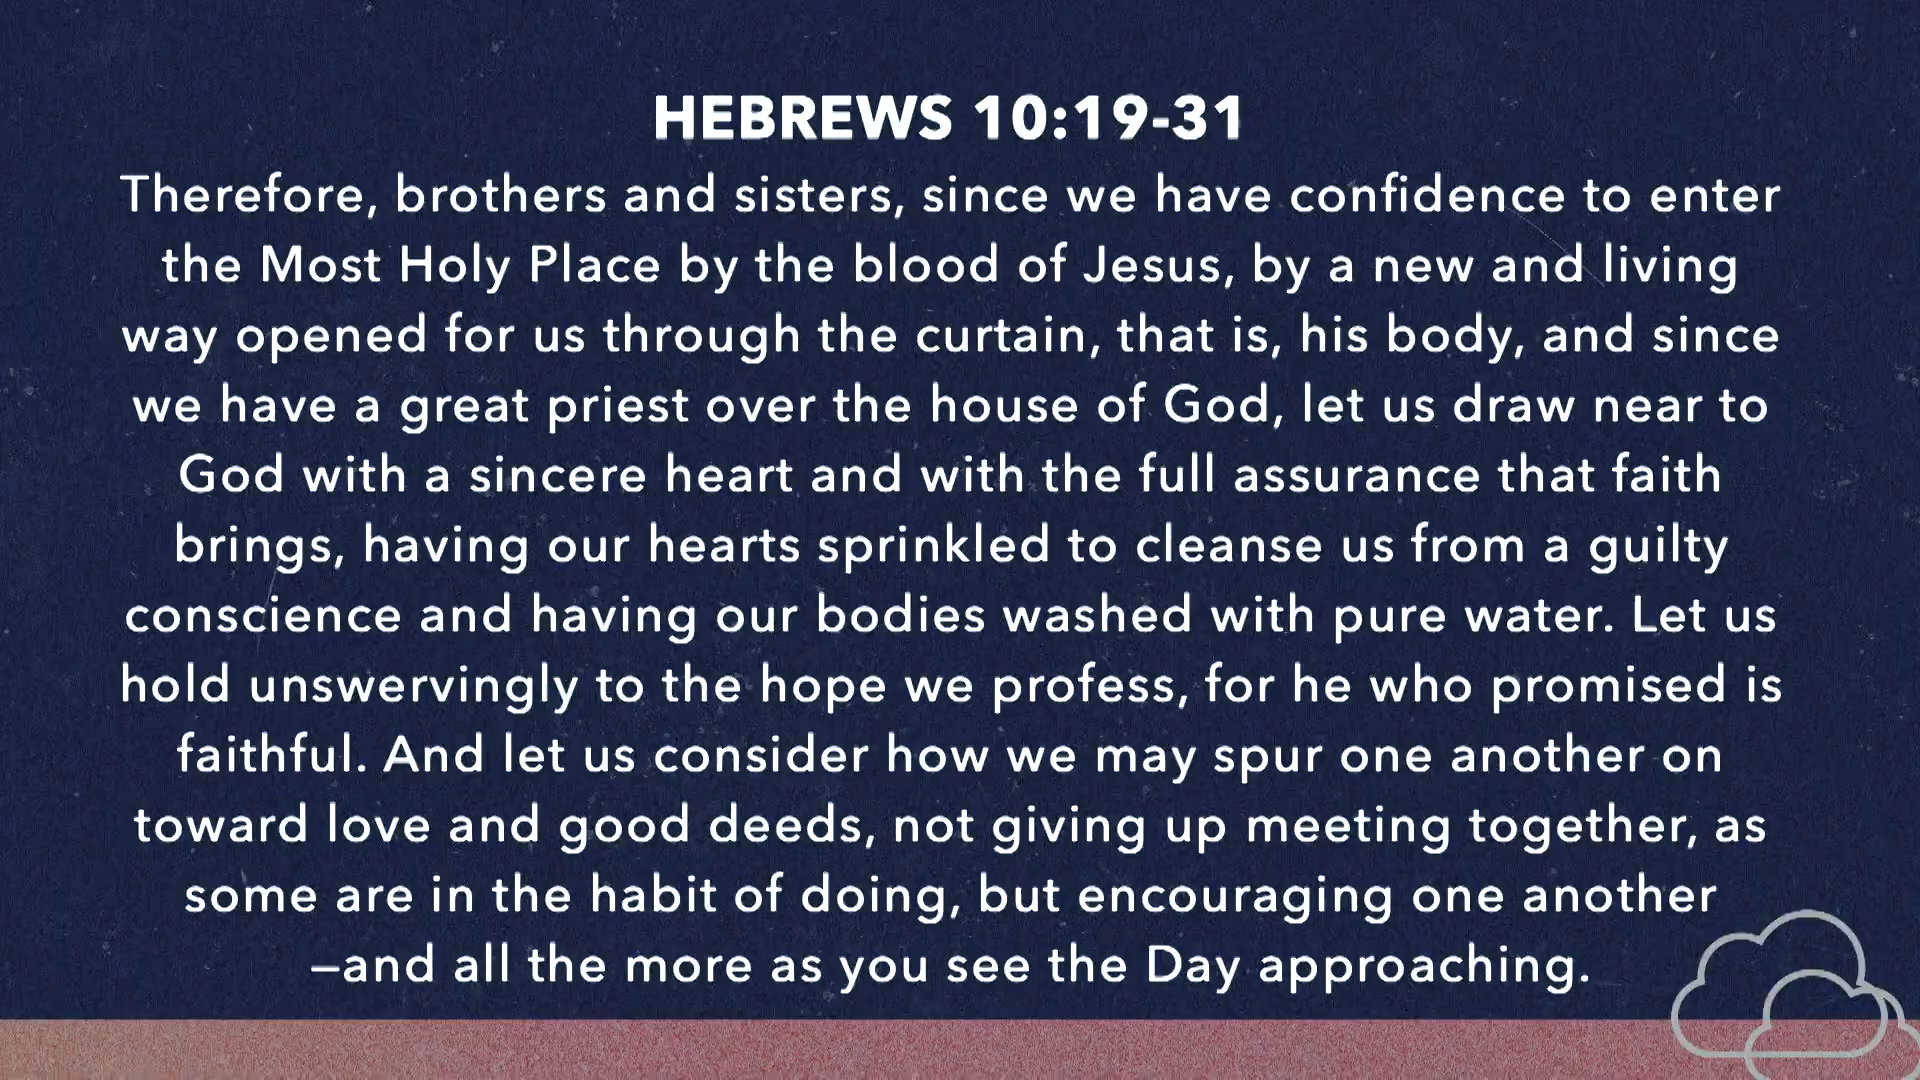 HEBREWS 10:19-31
Therefore, brothers and sisters, since we have confidence to enter
the Most Holy Place by the blood of Jesus, by a new and living
way opened for us through the curtain, that is, his body, and since
we have a great priest over the house of God, let us draw near to
God with a sincere heart and with the full assurance that faith
brings, having our hearts sprinkled to cleanse us from a guilty
conscience and having our bodies washed with pure water. Let us
hold unswervingly to the hope we profess, for he who promised is
faithful. And let us consider how we may spur one another on
toward love and good deeds, not giving up meeting together, as
some are in the habit of doing, but encouraging one another
—and all the more as you see the Day approaching.